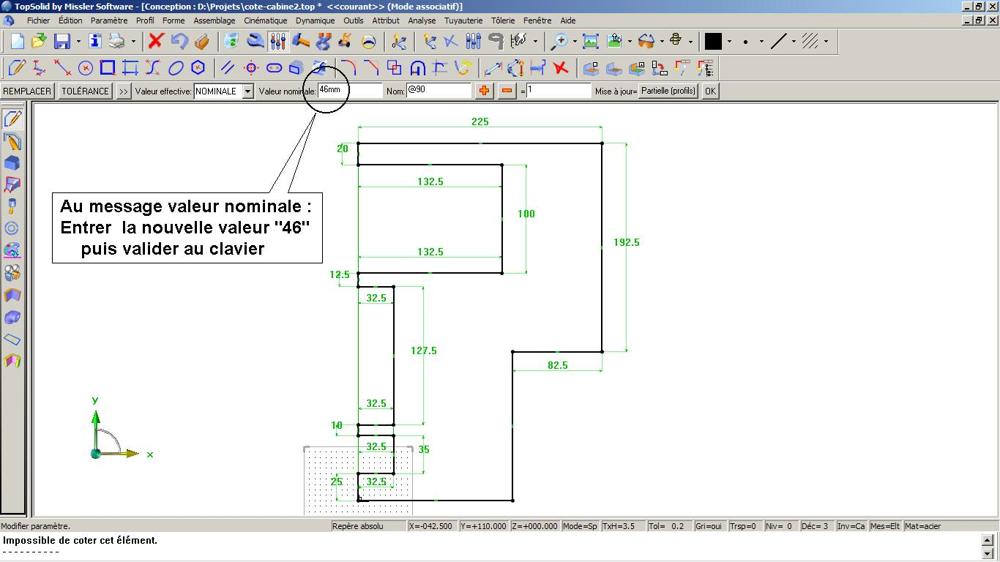 TopSolid by Missler Software - [Conception : D:\Projets\cote-cabine2.top * <<courant>> (Mode associatif)]
Fichier Édition Paramètre Profil Forme Assemblage Cinématique Dynamique Outils Attribut Analyse Tuyauterie Tôlerie Fenêtre Aide
REMPLACER TOLÉRANCE >> Valeur effective: NOMINALE Valeur nominale: 46mm Nom: @90 = 1 Mise à jour= Partielle (profils) OK
225
20
132.5
Au message valeur nominale :
Entrer la nouvelle valeur "46"
puis valider au clavier
100
192.5
132.5
12.5
32.5
127.5
82.5
32.5
y
10
32.5
35
x
25
32.5
Modifier paramètre. Repère absolu X=-042.500 Y=+110.000 Z=+000.000 Mode=Sp TxH=3.5 Tol= 0.2 Gri=oui Trsp=0 Niv= 0 Déc= 3 Inv=Ca Mes=Elt Mat=acier
Impossible de coter cet élément.
- - - - - - - - - -